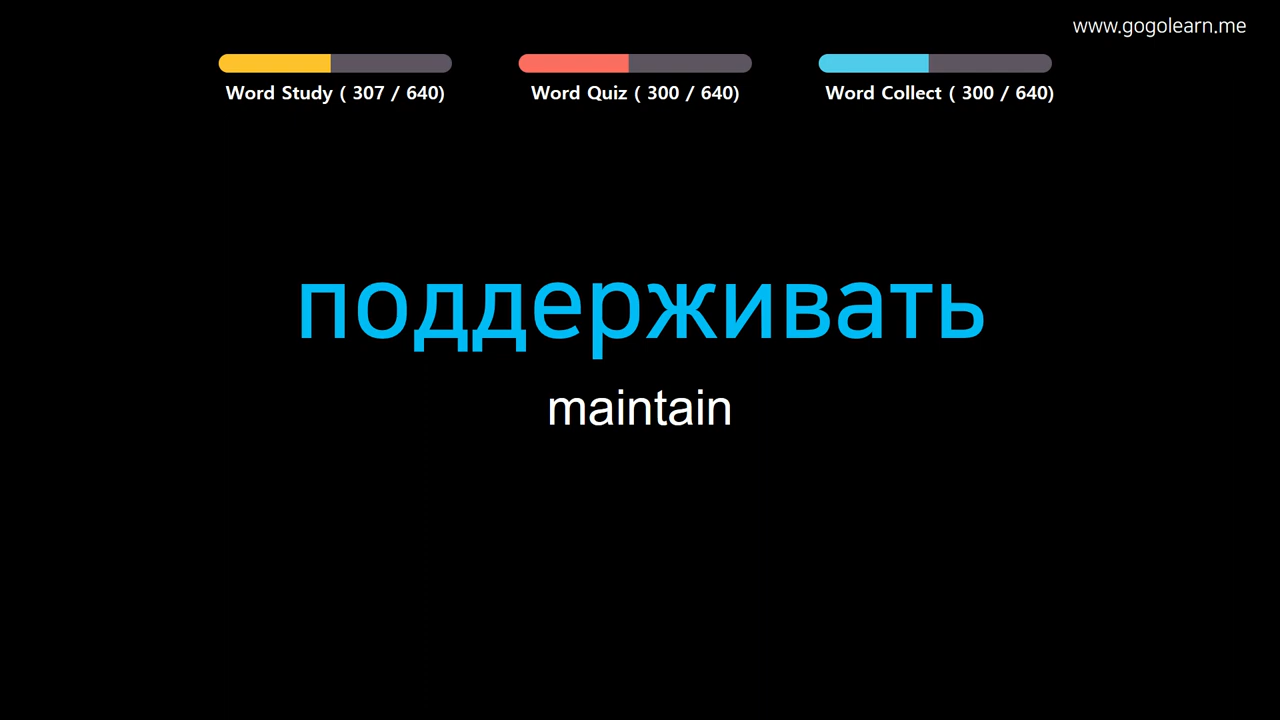 www.gogolearn.me
Word Study ( 307 / 640)
Word Quiz ( 300 / 640)
Word Collect ( 300 / 640)
поддерживать
maintain